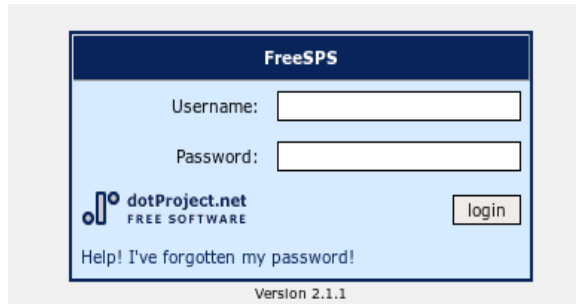 FreeSPS
Username:
Password:
dotProject.net
FREE SOFTWARE
login
Help! I've forgotten my password!
Version 2.1.1